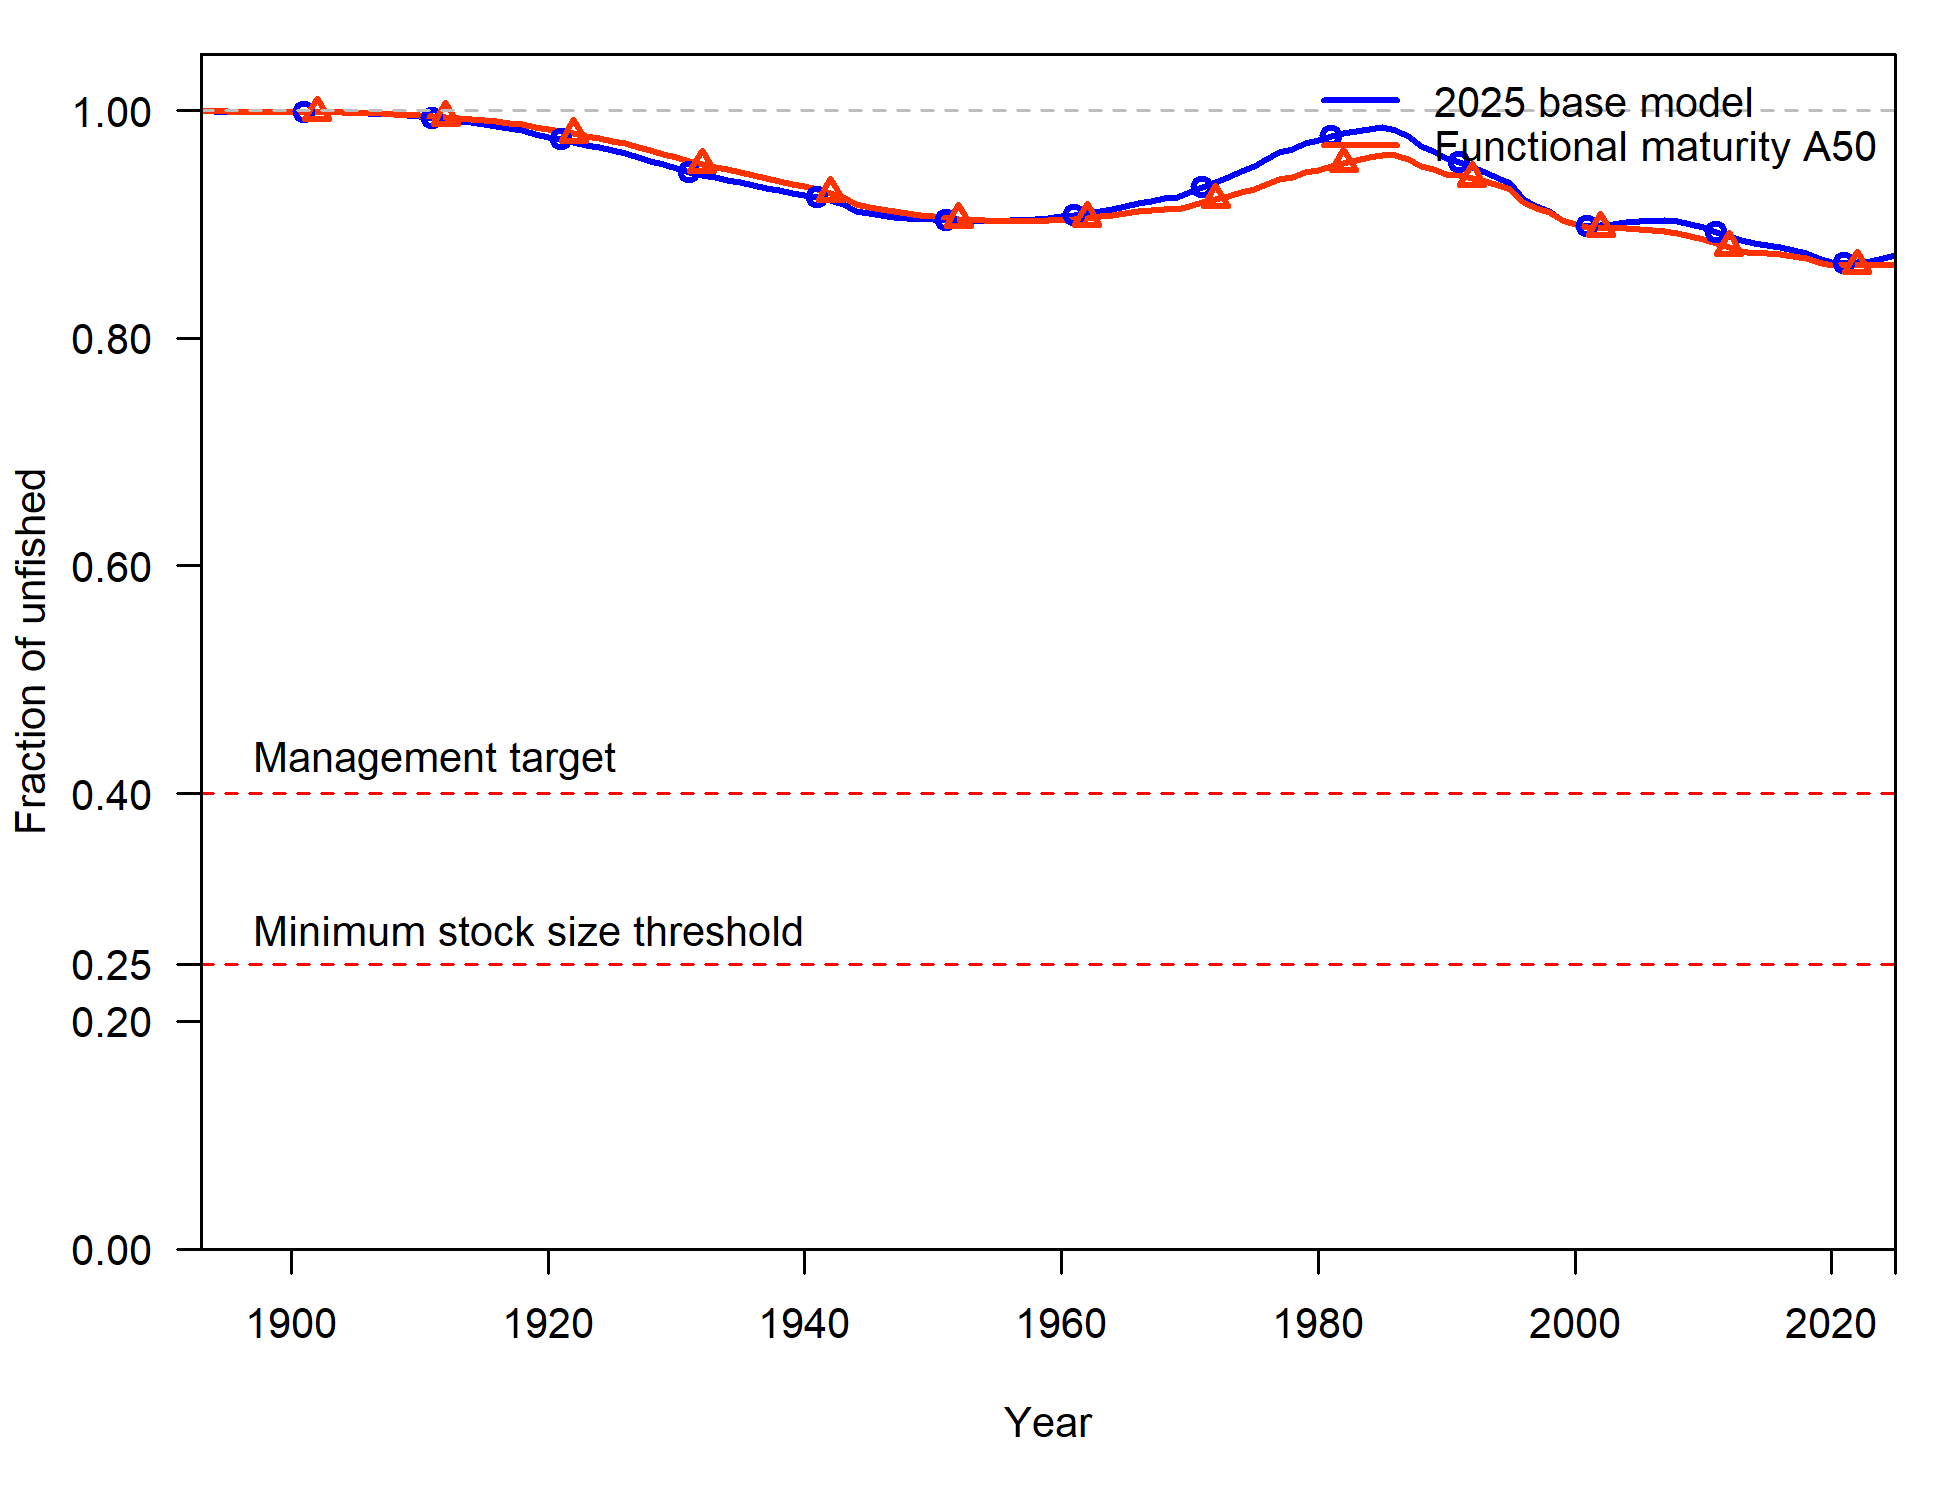 2025 base model
Functional maturity A50
1.00
0.80
0.60
Management target
0.40
Minimum stock size threshold
0.25
0.20
0.00
Fraction of unfished
1900 1920 1940 1960 1980 2000 2020
Year